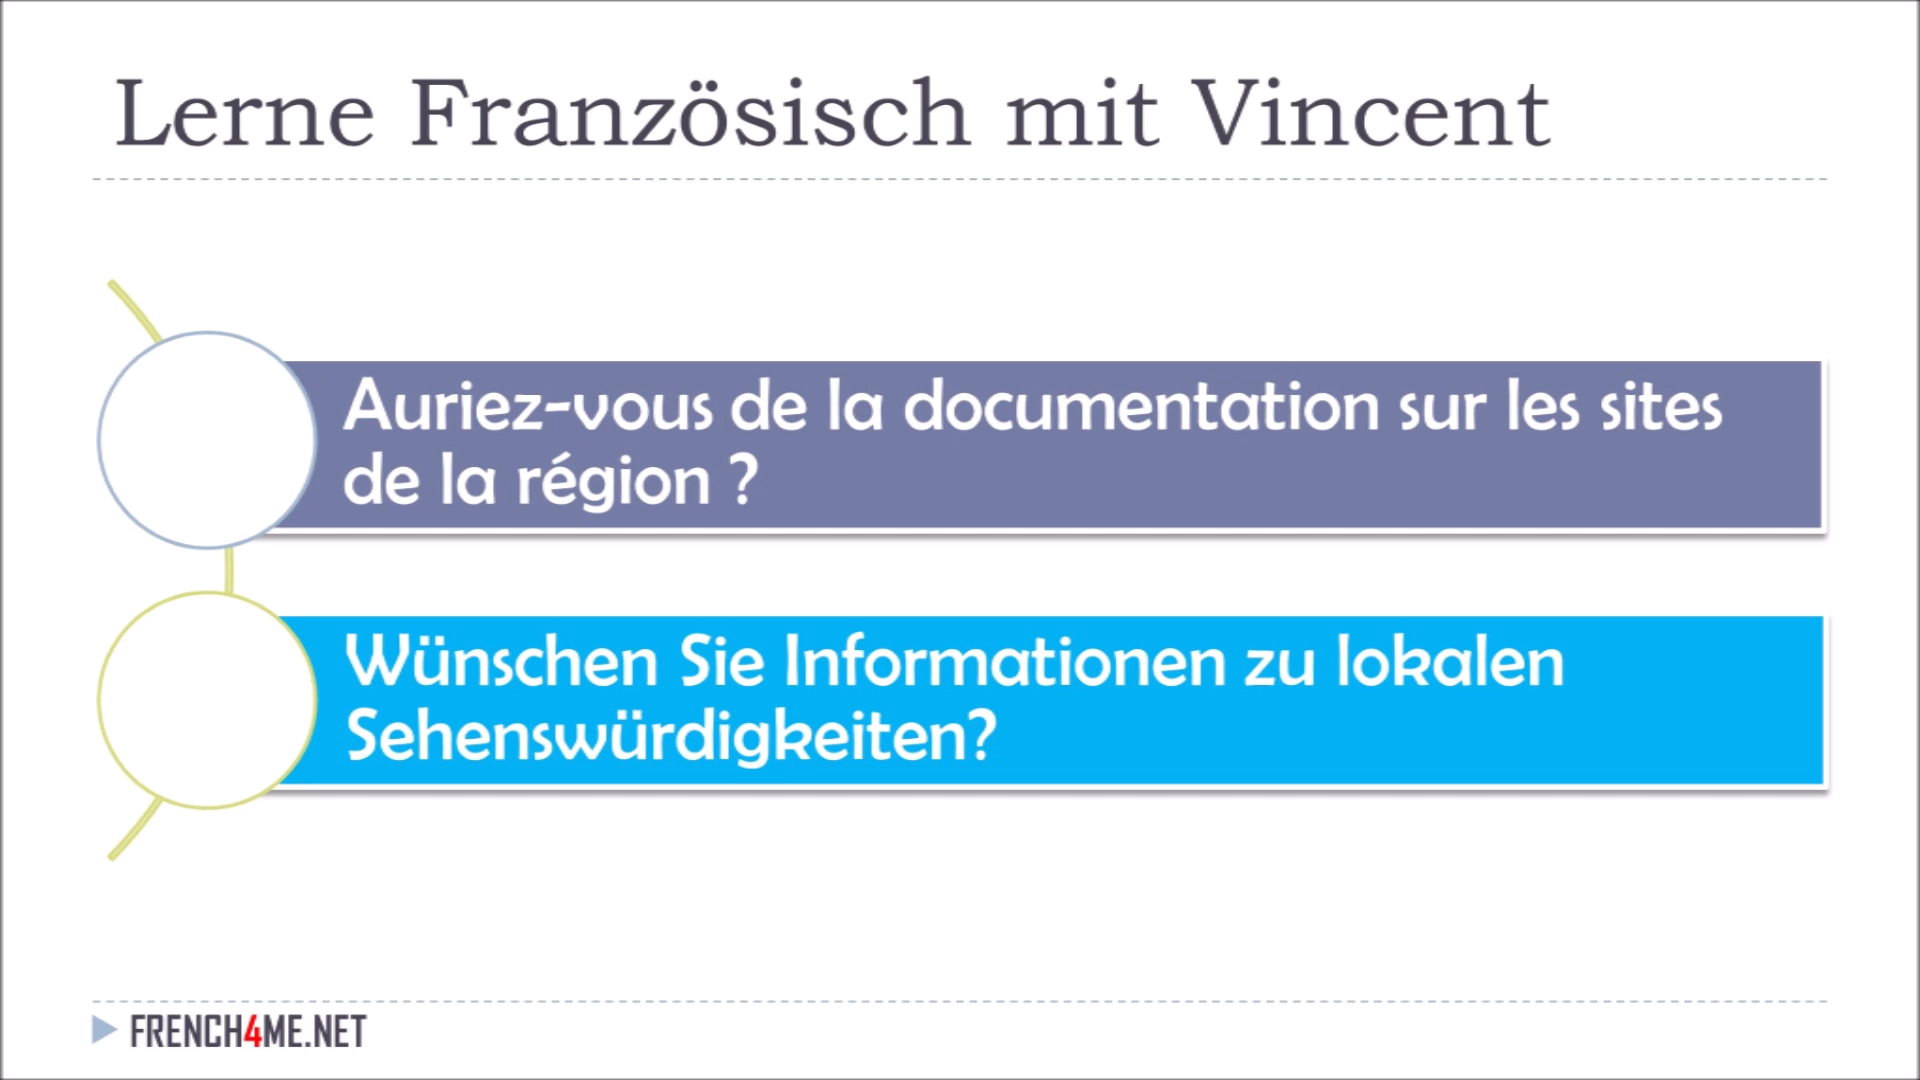 Lerne Französisch mit Vincent
Auriez-vous de la documentation sur les sites
de la région ?
Wünschen Sie Informationen zu lokalen
Sehenswürdigkeiten?
FRENCH4ME.NET